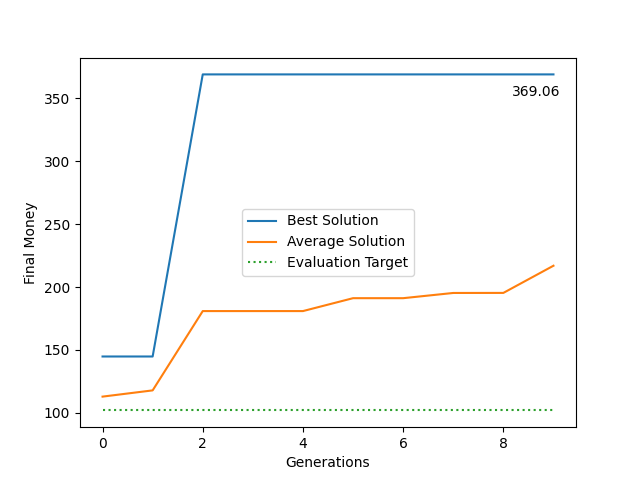 350
300
250
200
150
100
Final Money
369.06
Best Solution
Average Solution
Evaluation Target
0
2
4
6
8
Generations